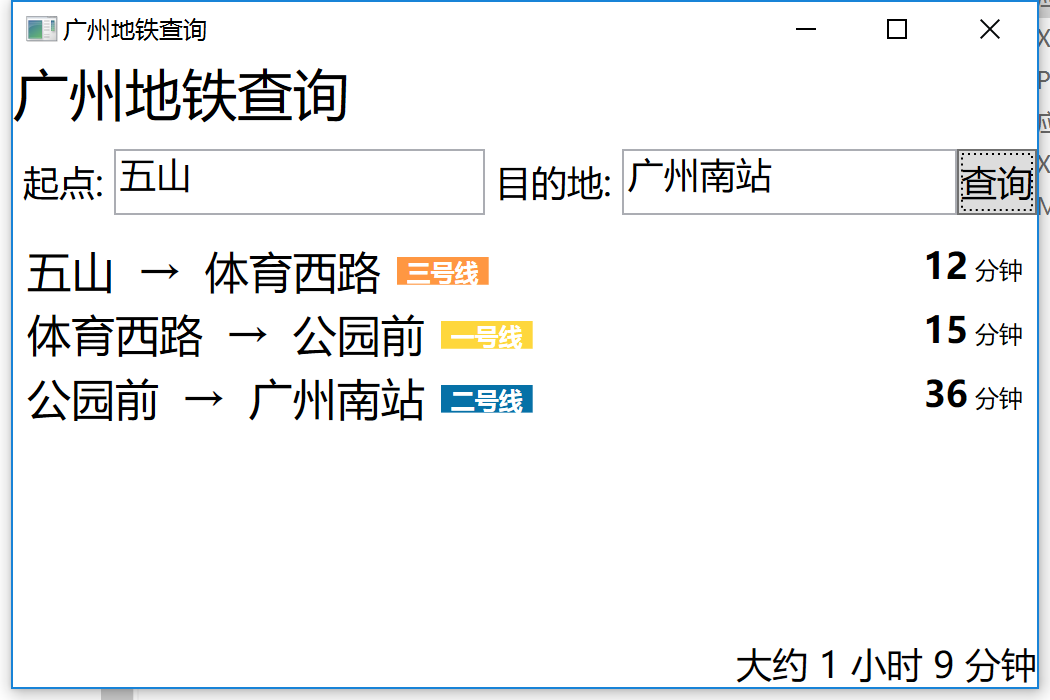 广州地铁查询
广州地铁查询
起点: 五山 目的地: 广州南站 查询
五山 → 体育西路 三号线 12 分钟
体育西路 → 公园前 一号线 15 分钟
公园前 → 广州南站 二号线 36 分钟
大约 1 小时 9 分钟